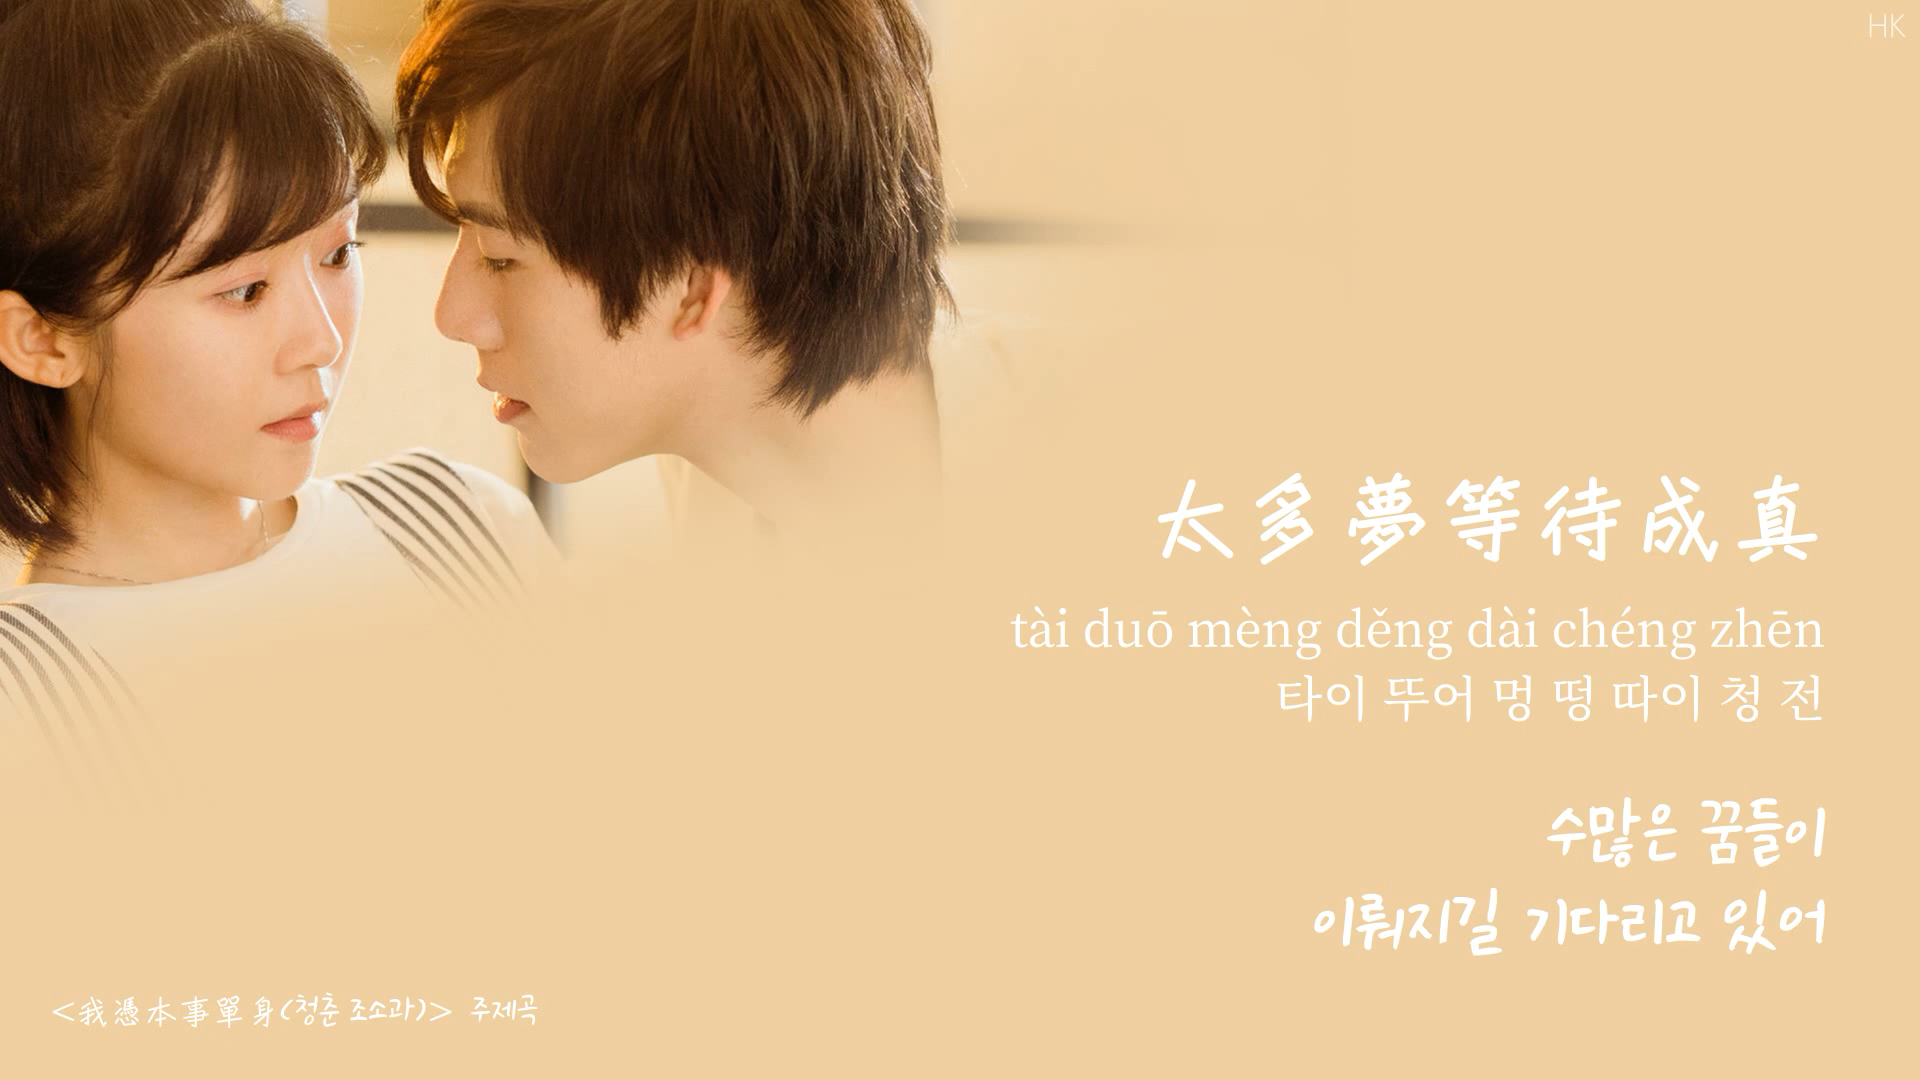 HK
太多夢等待成真
tài duō mèng děng dài chéng zhēn
타이 뚜어 멍 떵 따이 청 전
수많은 꿈들이
이뤄지길 기다리고 있어
<我憑本事單身(청춘 조소과)> 주제곡